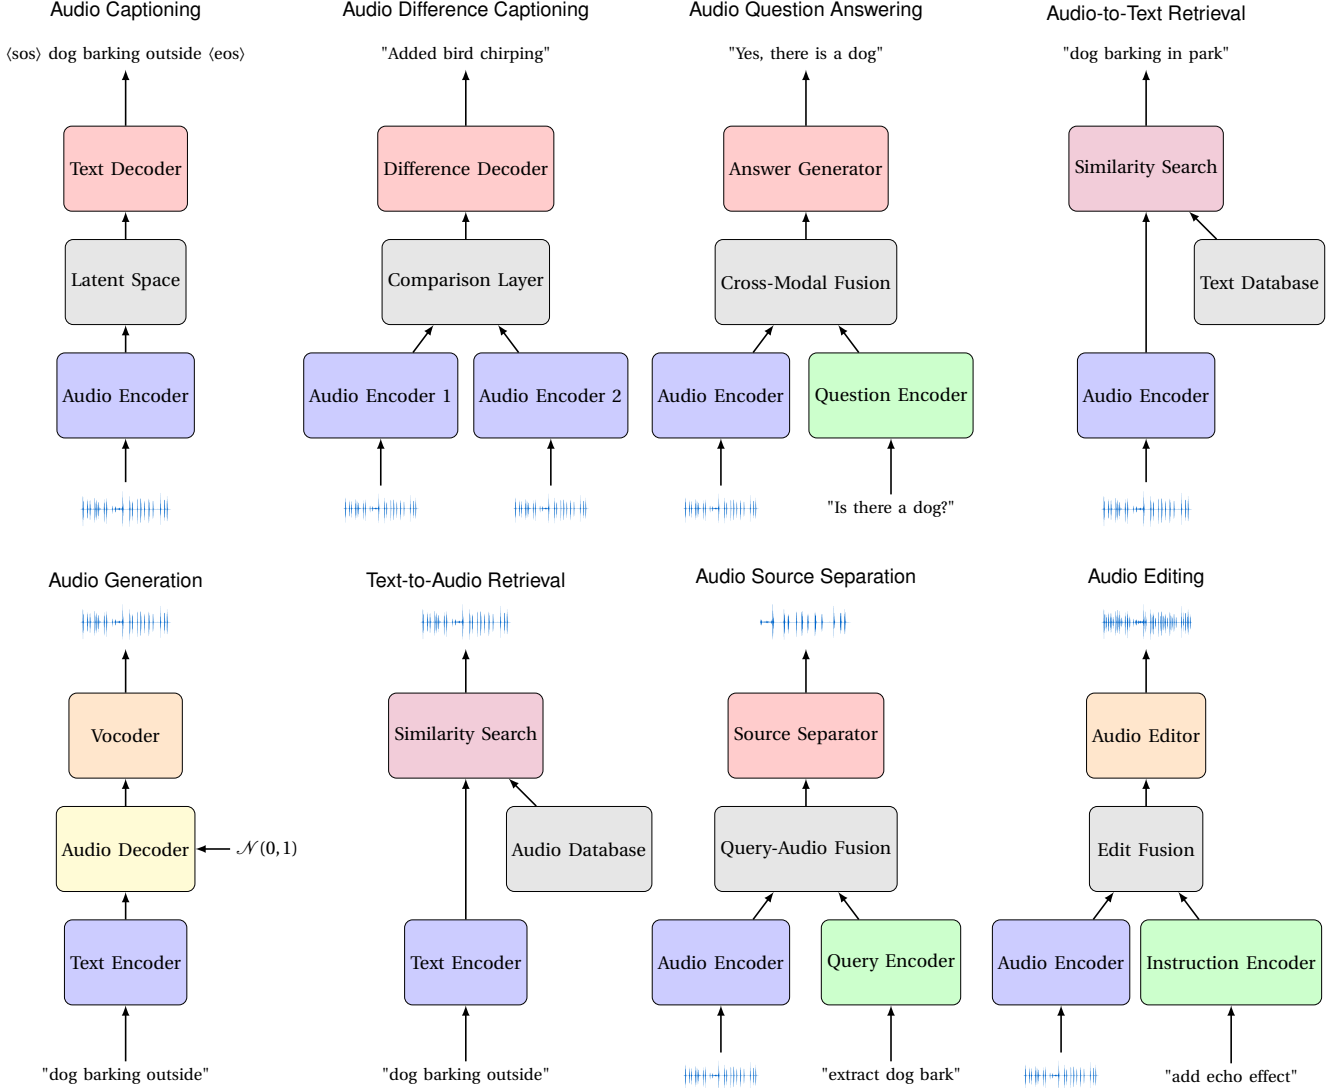 Audio Captioning
⟨sos⟩ dog barking outside ⟨eos⟩
Text Decoder
Latent Space
Audio Encoder
Audio Difference Captioning
"Added bird chirping"
Difference Decoder
Comparison Layer
Audio Encoder 1
Audio Encoder 2
Audio Question Answering
"Yes, there is a dog"
Answer Generator
Cross-Modal Fusion
Audio Encoder
Question Encoder
"Is there a dog?"
Audio-to-Text Retrieval
"dog barking in park"
Similarity Search
Text Database
Audio Encoder
Audio Generation
Vocoder
Audio Decoder
𝒩(0, 1)
Text Encoder
"dog barking outside"
Text-to-Audio Retrieval
Similarity Search
Audio Database
Text Encoder
"dog barking outside"
Audio Source Separation
Source Separator
Query-Audio Fusion
Audio Encoder
Query Encoder
"extract dog bark"
Audio Editing
Audio Editor
Edit Fusion
Audio Encoder
Instruction Encoder
"add echo effect"